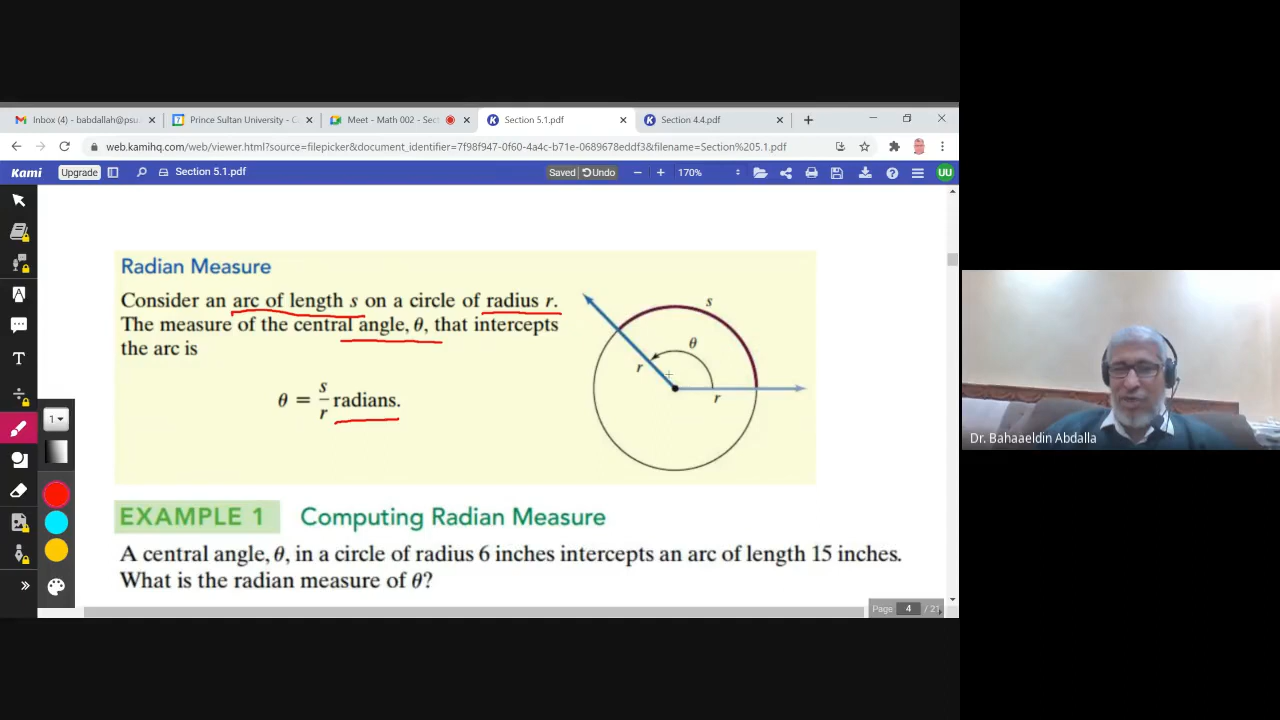 Inbox (4) - babdallah@psu
Prince Sultan University - C
Meet - Math 002 - Sec
Section 5.1.pdf
Section 4.4.pdf
web.kamihq.com/web/viewer.html?source=filepicker&document_identifier=7f98f947-0f60-4a4c-b71e-0689678eddf3&filename=Section%205.1.pdf
Kami Upgrade Section 5.1.pdf Saved Undo 170% UU
Radian Measure
Consider an arc of length s on a circle of radius r.
The measure of the central angle, θ, that intercepts
the arc is
θ = s/r radians.
s
θ
r
r
1
EXAMPLE 1 Computing Radian Measure
A central angle, θ, in a circle of radius 6 inches intercepts an arc of length 15 inches.
What is the radian measure of θ?
Page 4 / 21
Dr. Bahaaeldin Abdalla